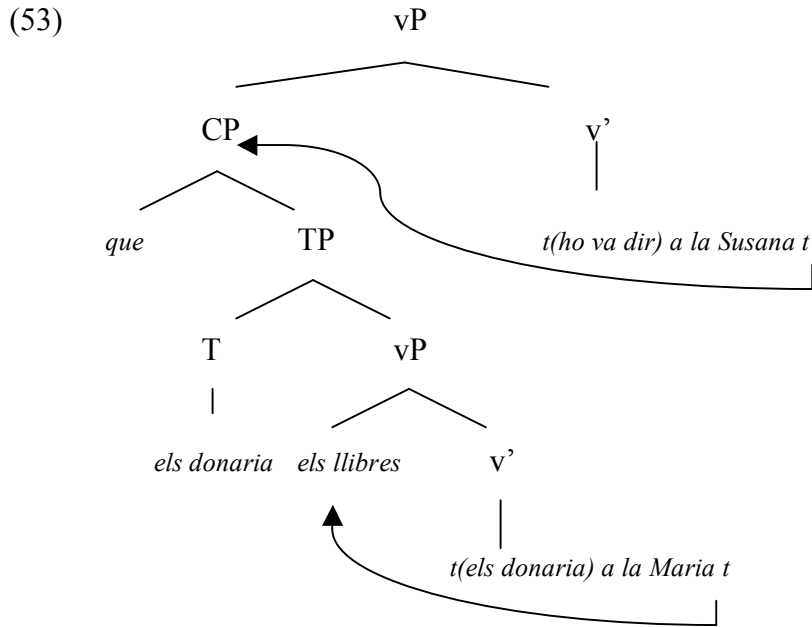 (53) vP
CP v’
que TP t(ho va dir) a la Susana t
T vP
els donaria els llibres v’
t(els donaria) a la Maria t